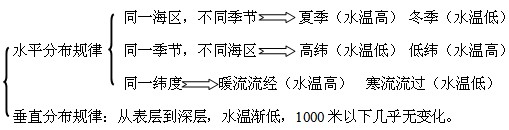 同一海区，不同季节 夏季（水温高） 冬季（水温低）
水平分布规律 同一季节，不同海区 高纬（水温低） 低纬（水温高）
同一纬度 暖流流经（水温高） 寒流流过（水温低）
垂直分布规律：从表层到深层，水温渐低，1000 米以下几乎无变化。